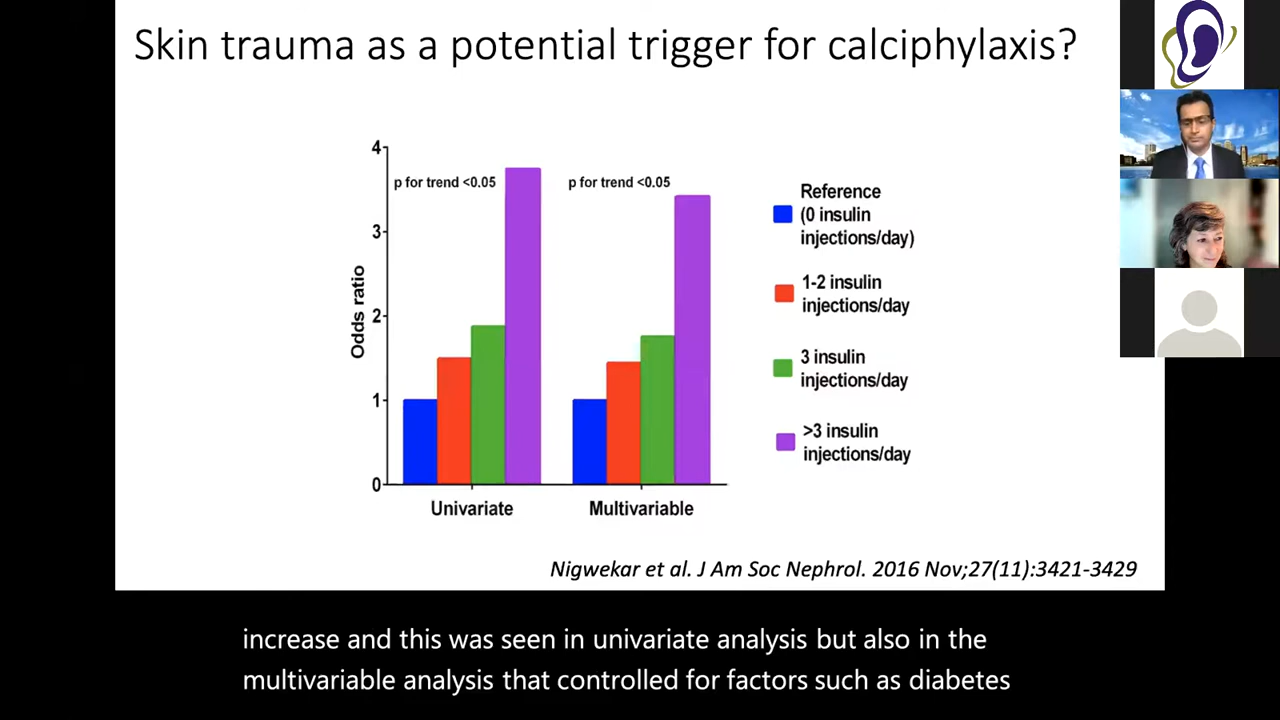 Skin trauma as a potential trigger for calciphylaxis?
4
3
2
1
0
Odds ratio
p for trend <0.05
p for trend <0.05
Univariate
Multivariable
Reference
(0 insulin
injections/day)
1-2 insulin
injections/day
3 insulin
injections/day
>3 insulin
injections/day
Nigwekar et al. J Am Soc Nephrol. 2016 Nov;27(11):3421-3429
increase and this was seen in univariate analysis but also in the
multivariable analysis that controlled for factors such as diabetes